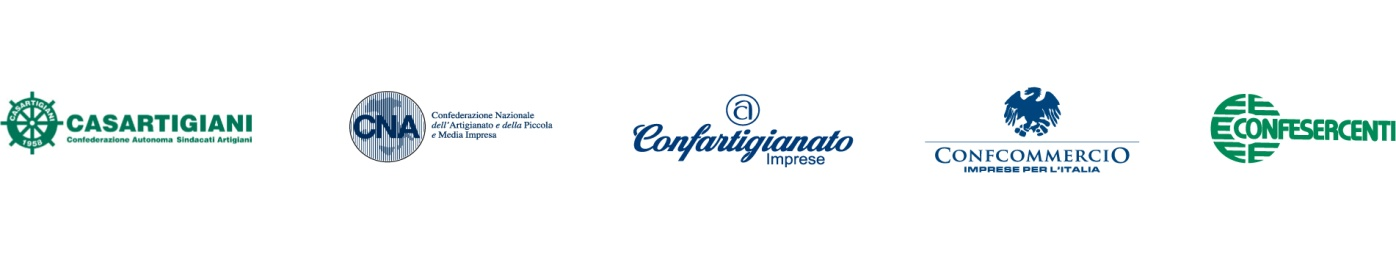 CASARTIGIANI
1958
CASARTIGIANI
Confederazione Autonoma Sindacati Artigiani
CNA
Confederazione Nazionale
dell'Artigianato e della Piccola
e Media Impresa
a
Confartigianato
Imprese
CONFCOMMERCIO
IMPRESE PER L'ITALIA
CONFESERCENTI